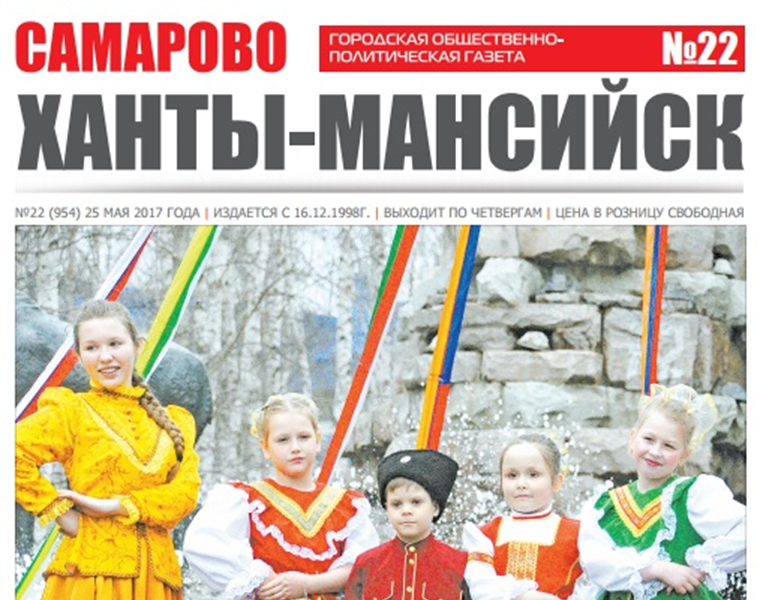 САМАРОВО
ГОРОДСКАЯ ОБЩЕСТВЕННО-
ПОЛИТИЧЕСКАЯ ГАЗЕТА
№22
ХАНТЫ-МАНСИЙСК
№22 (954) 25 МАЯ 2017 ГОДА | ИЗДАЕТСЯ С 16.12.1998Г. | ВЫХОДИТ ПО ЧЕТВЕРГАМ | ЦЕНА В РОЗНИЦУ СВОБОДНАЯ